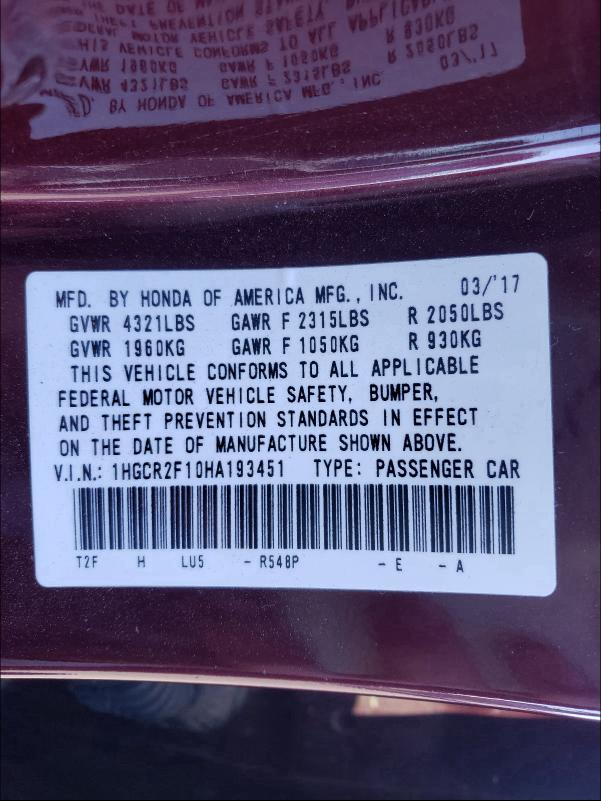 MFD. BY HONDA OF AMERICA MFG., INC. 03/'17
GVWR 4321LBS GAWR F 2315LBS R 2050LBS
GVWR 1960KG GAWR F 1050KG R 930KG
THIS VEHICLE CONFORMS TO ALL APPLICABLE
FEDERAL MOTOR VEHICLE SAFETY, BUMPER,
AND THEFT PREVENTION STANDARDS IN EFFECT
ON THE DATE OF MANUFACTURE SHOWN ABOVE.
V.I.N.: 1HGCR2F10HA193451 TYPE: PASSENGER CAR
T2F H LU5 - R548P - E - A